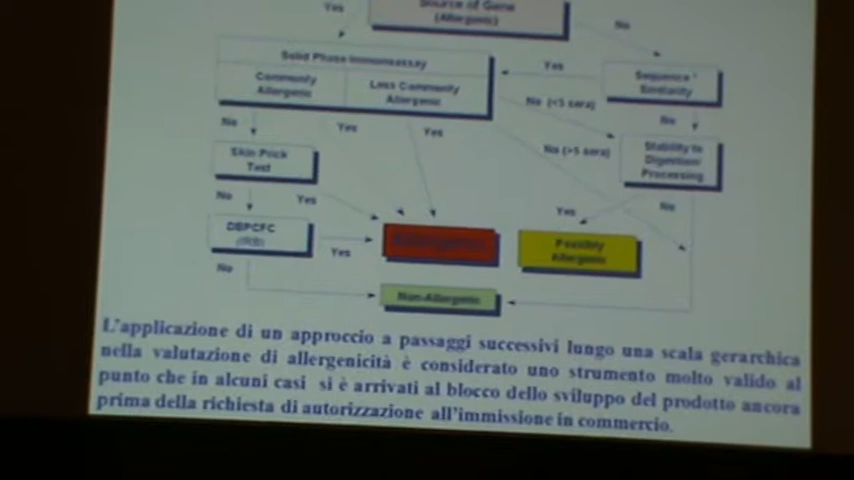 Source of Gene
(Allergenic)
Yes
No
Solid Phase Immunoassay
Commonly
Allergenic
Less Commonly
Allergenic
Yes
Sequence
Similarity
No (<5 sera)
No
No
Yes
Yes
No (>5 sera)
Stability to
Digestion/
Processing
Skin Prick
Test
No
Yes
Yes
No
DBPCFC
Yes
Allergenic
Possibly
Allergenic
No
Non-Allergenic
L'applicazione di un approccio a passaggi successivi lungo una scala gerarchica
nella valutazione di allergenicità è considerato uno strumento molto valido al
punto che in alcuni casi si è arrivati al blocco dello sviluppo del prodotto ancora
prima della richiesta di autorizzazione all'immissione in commercio.